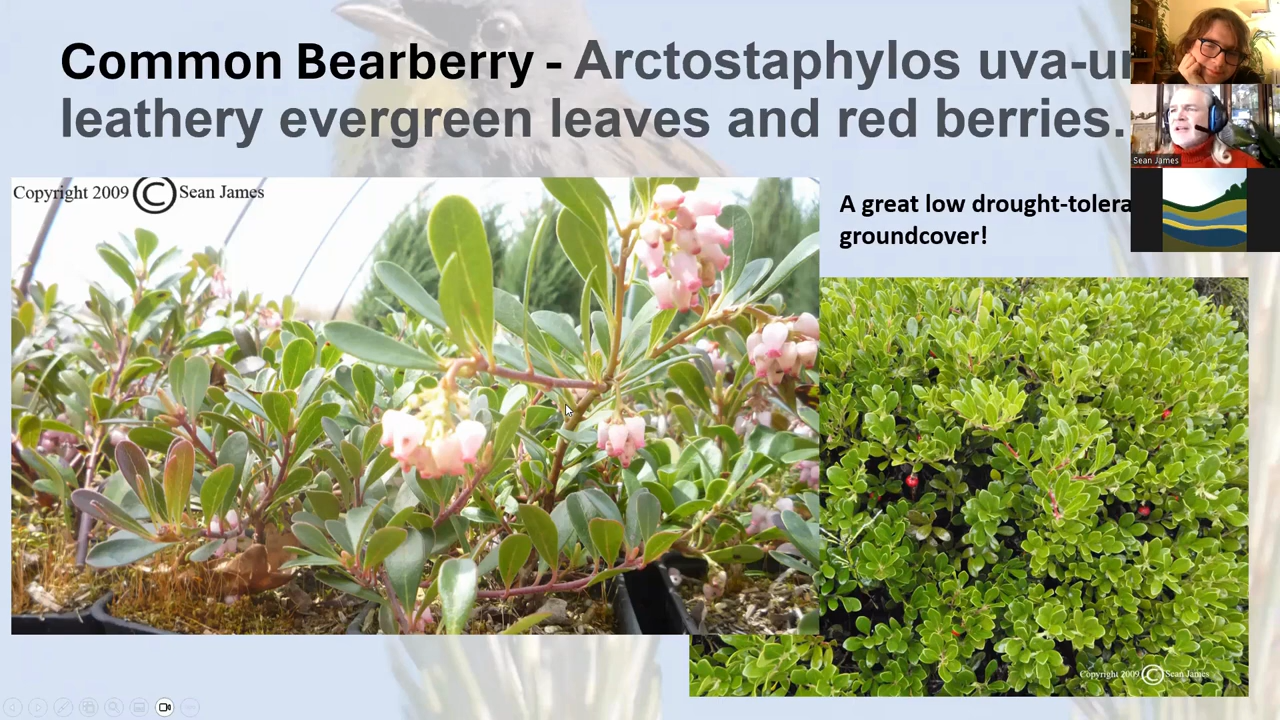 Common Bearberry - Arctostaphylos uva-ur
leathery evergreen leaves and red berries.
Sean James
Copyright 2009 © Sean James
A great low drought-tolera
groundcover!
Copyright 2009 © Sean James